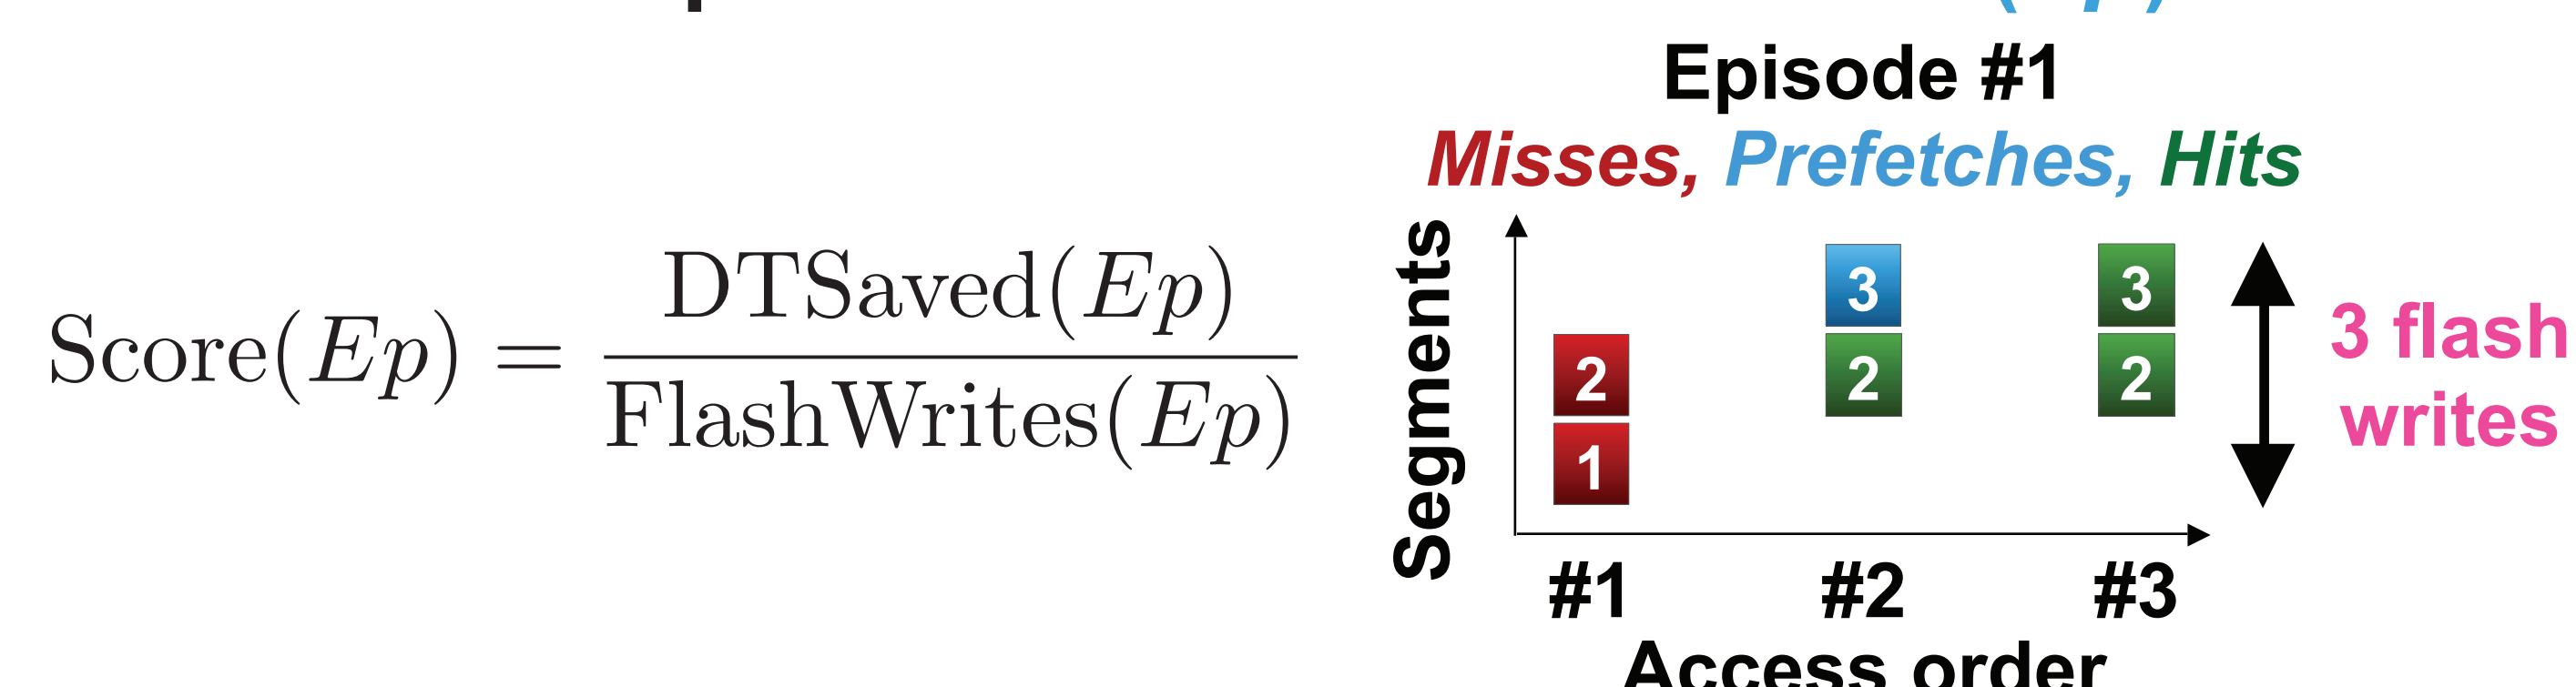 Episode #1
Misses, Prefetches, Hits
Score(Ep) = DTSaved(Ep) / FlashWrites(Ep)
Segments
3
3
2
2
2
1
3 flash
writes
#1 #2 #3
Access order